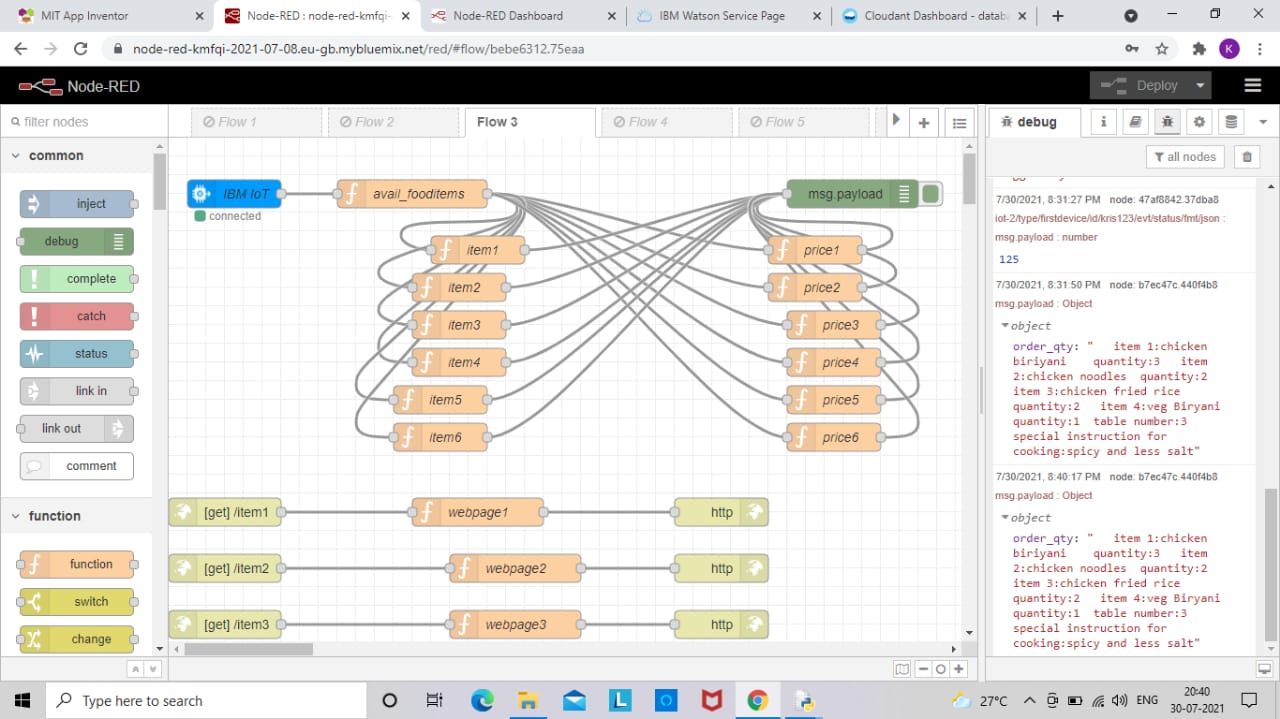 MIT App Inventor
Node-RED : node-red-kmfqi-
Node-RED Dashboard
IBM Watson Service Page
Cloudant Dashboard - datab
node-red-kmfqi-2021-07-08.eu-gb.mybluemix.net/red/#flow/bebe6312.75eaa
K
Node-RED
Deploy
filter nodes
Flow 1
Flow 2
Flow 3
Flow 4
Flow 5
debug
i
common
all nodes
inject
debug
complete
catch
status
link in
link out
comment
function
function
switch
change
IBM IoT
connected
avail_fooditems
msg.payload
item1
item2
item3
item4
item5
item6
price1
price2
price3
price4
price5
price6
[get] /item1
webpage1
http
[get] /item2
webpage2
http
[get] /item3
webpage3
http
7/30/2021, 8:31:27 PM node: 47af8842.37dba8
iot-2/type/firstdevice/id/kris123/evt/status/fmt/json :
msg.payload : number
125
7/30/2021, 8:31:50 PM node: b7ec47c.440f4b8
msg.payload : Object
object
order_qty: " item 1:chicken
biriyani quantity:3 item
2:chicken noodles quantity:2
item 3:chicken fried rice
quantity:2 item 4:veg Biryani
quantity:1 table number:3
special instruction for
cooking:spicy and less salt"
7/30/2021, 8:40:17 PM node: b7ec47c.440f4b8
msg.payload : Object
object
order_qty: " item 1:chicken
biriyani quantity:3 item
2:chicken noodles quantity:2
item 3:chicken fried rice
quantity:2 item 4:veg Biryani
quantity:1 table number:3
special instruction for
cooking:spicy and less salt"
Type here to search
L
27°C
ENG
20:40
30-07-2021